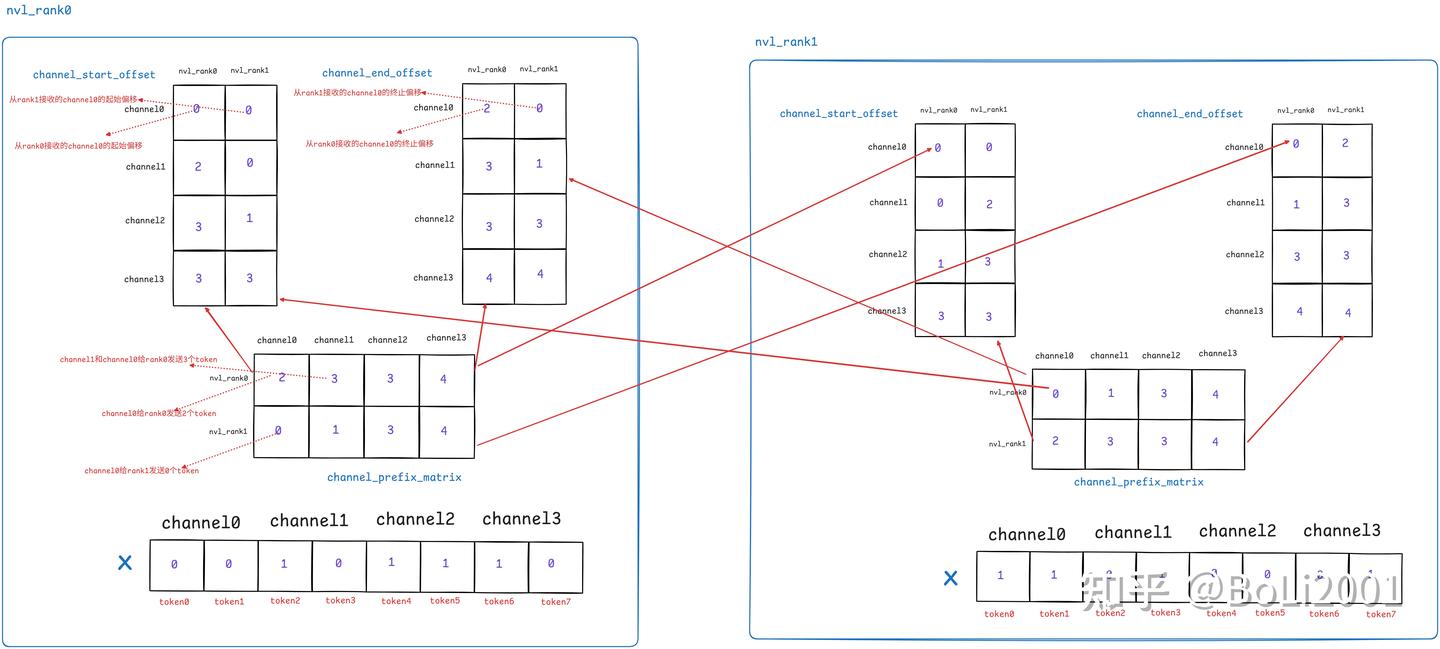 nvl_rank0
channel_start_offset
nvl_rank0 nvl_rank1
从rank1接收的channel0的起始偏移
channel0 0 0
从rank0接收的channel0的起始偏移
channel1 2 0
channel2 3 1
channel3 3 3
channel_end_offset
nvl_rank0 nvl_rank1
从rank1接收的channel0的终止偏移
channel0 2 0
从rank0接收的channel0的终止偏移
channel1 3 1
channel2 3 3
channel3 4 4
channel0 channel1 channel2 channel3
channel1和channel0给rank0发送3个token
nvl_rank0 2 3 3 4
channel0给rank0发送2个token
nvl_rank1 0 1 3 4
channel0给rank1发送0个token
channel_prefix_matrix
channel0 channel1 channel2 channel3
X 0 0 1 0 1 1 1 0
token0 token1 token2 token3 token4 token5 token6 token7
nvl_rank1
channel_start_offset
nvl_rank0 nvl_rank1
channel0 0 0
channel1 0 2
channel2 1 3
channel3 3 3
channel_end_offset
nvl_rank0 nvl_rank1
channel0 0 2
channel1 1 3
channel2 3 3
channel3 4 4
channel0 channel1 channel2 channel3
nvl_rank0 0 1 3 4
nvl_rank1 2 3 3 4
channel_prefix_matrix
channel0 channel1 channel2 channel3
X 1 1 0
token0 token1 token2 token3 token4 token5 token6 token7
知乎 @BoLi2001